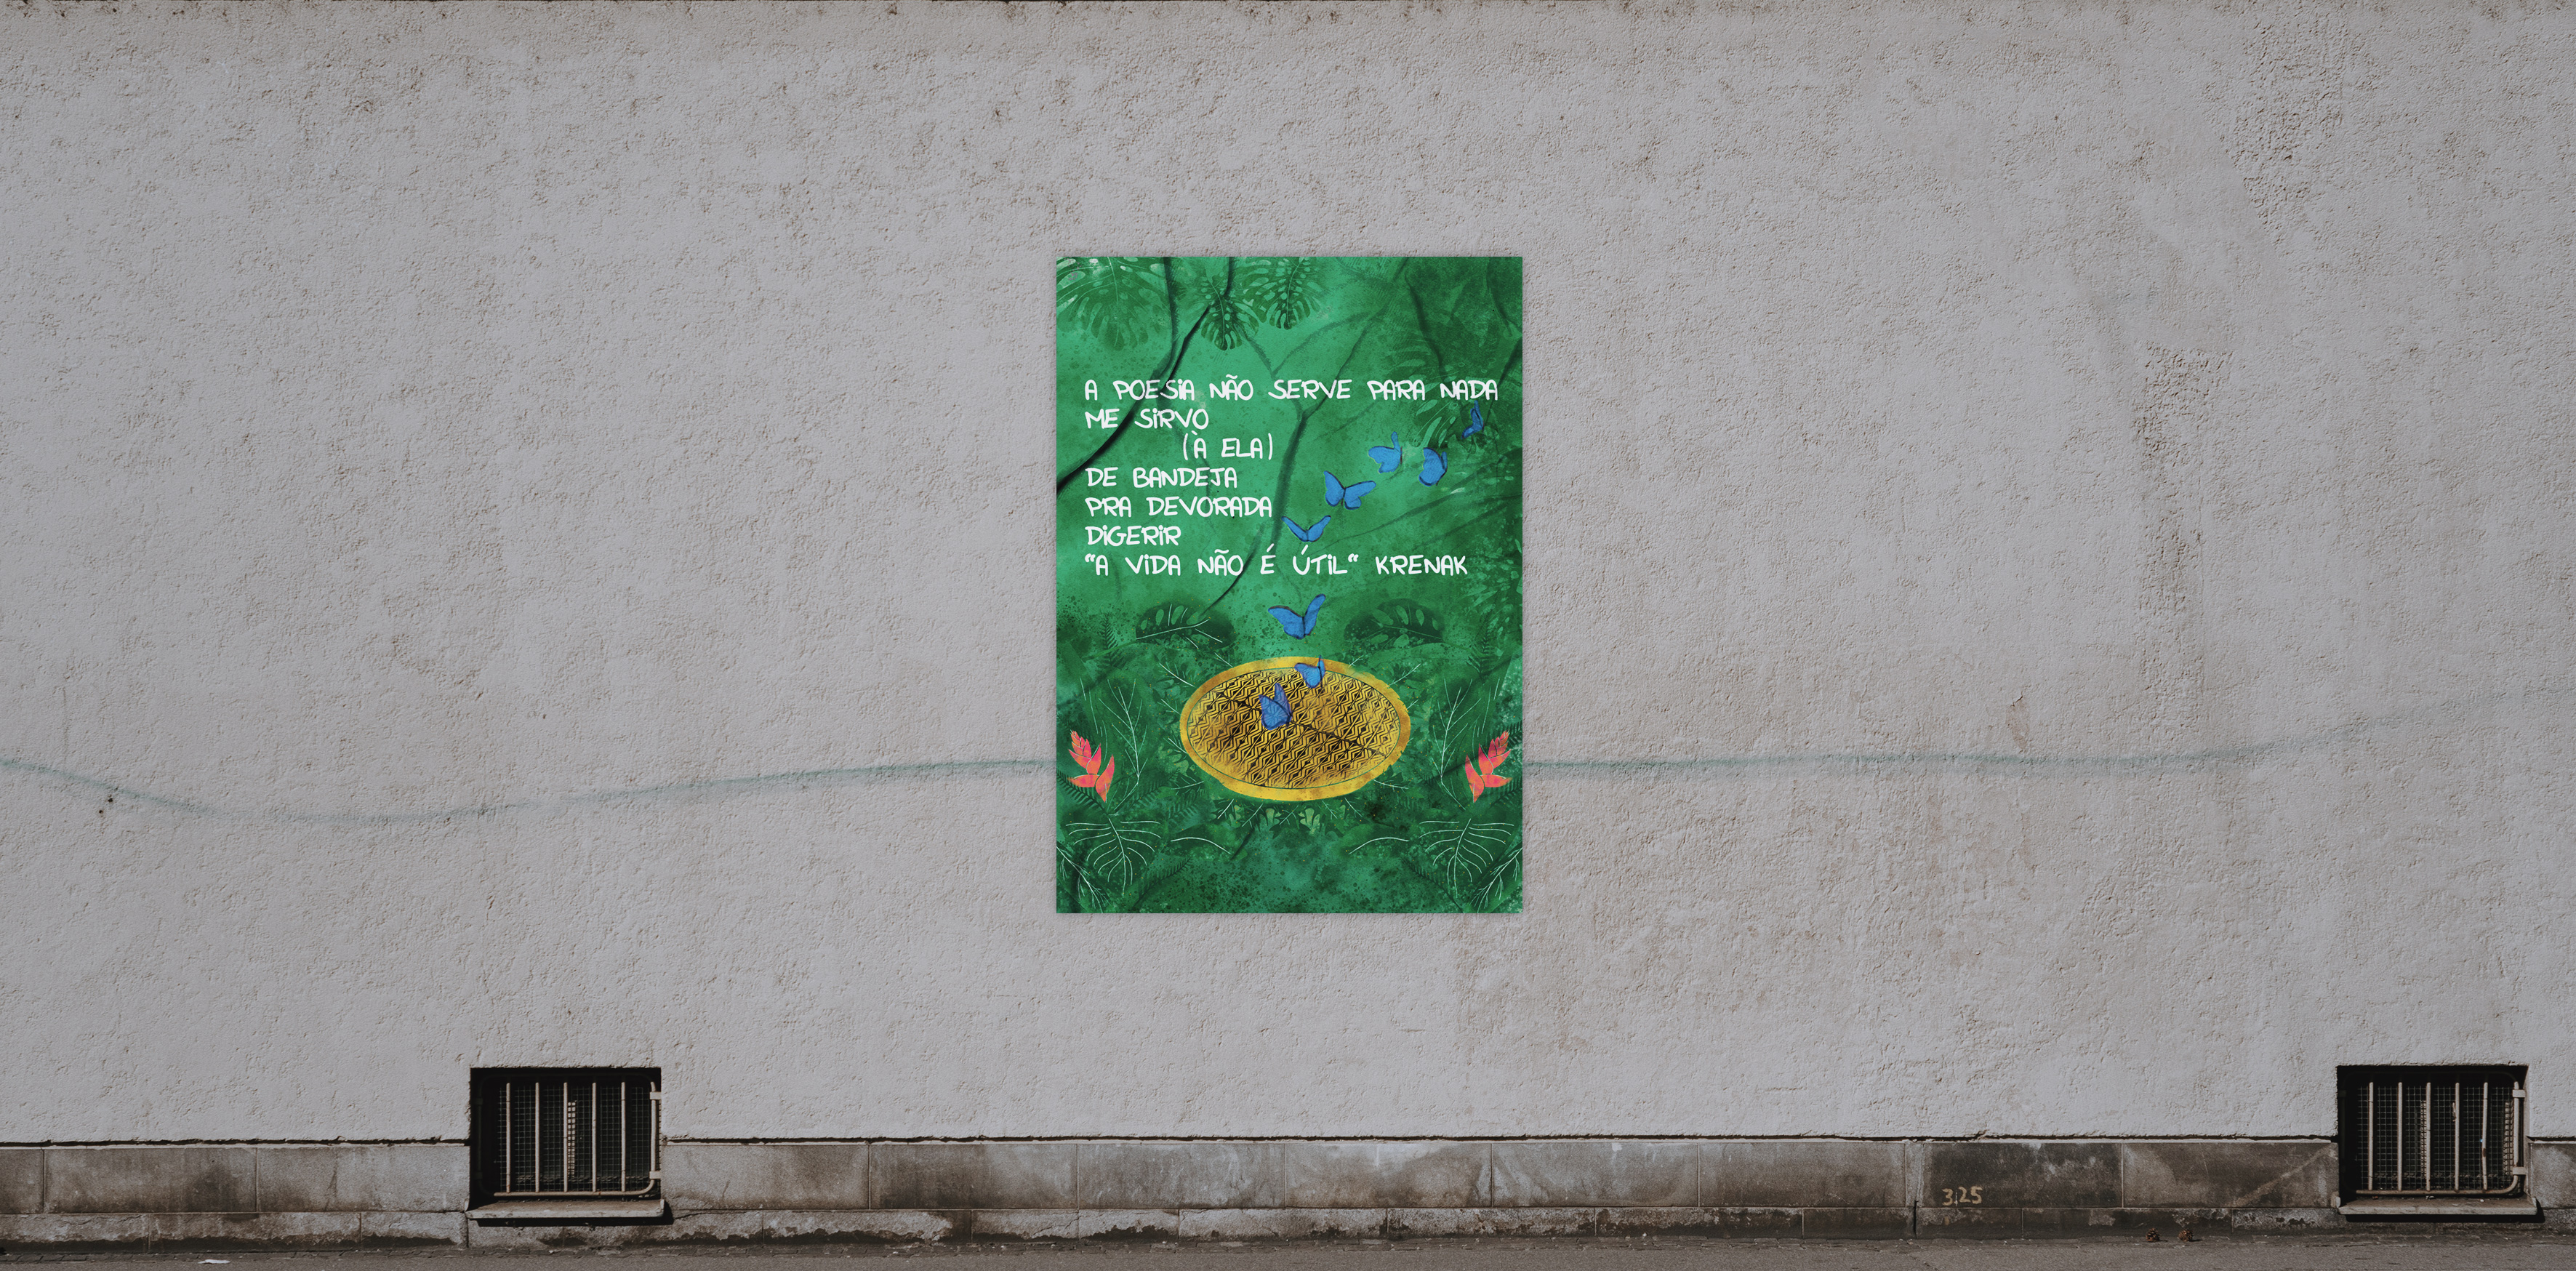 A POESIA NÃO SERVE PARA NADA
ME SIRVO
(À ELA)
DE BANDEJA
PRA DEVORADA
DIGERIR
“A VIDA NÃO É ÚTIL“ KRENAK
3,25